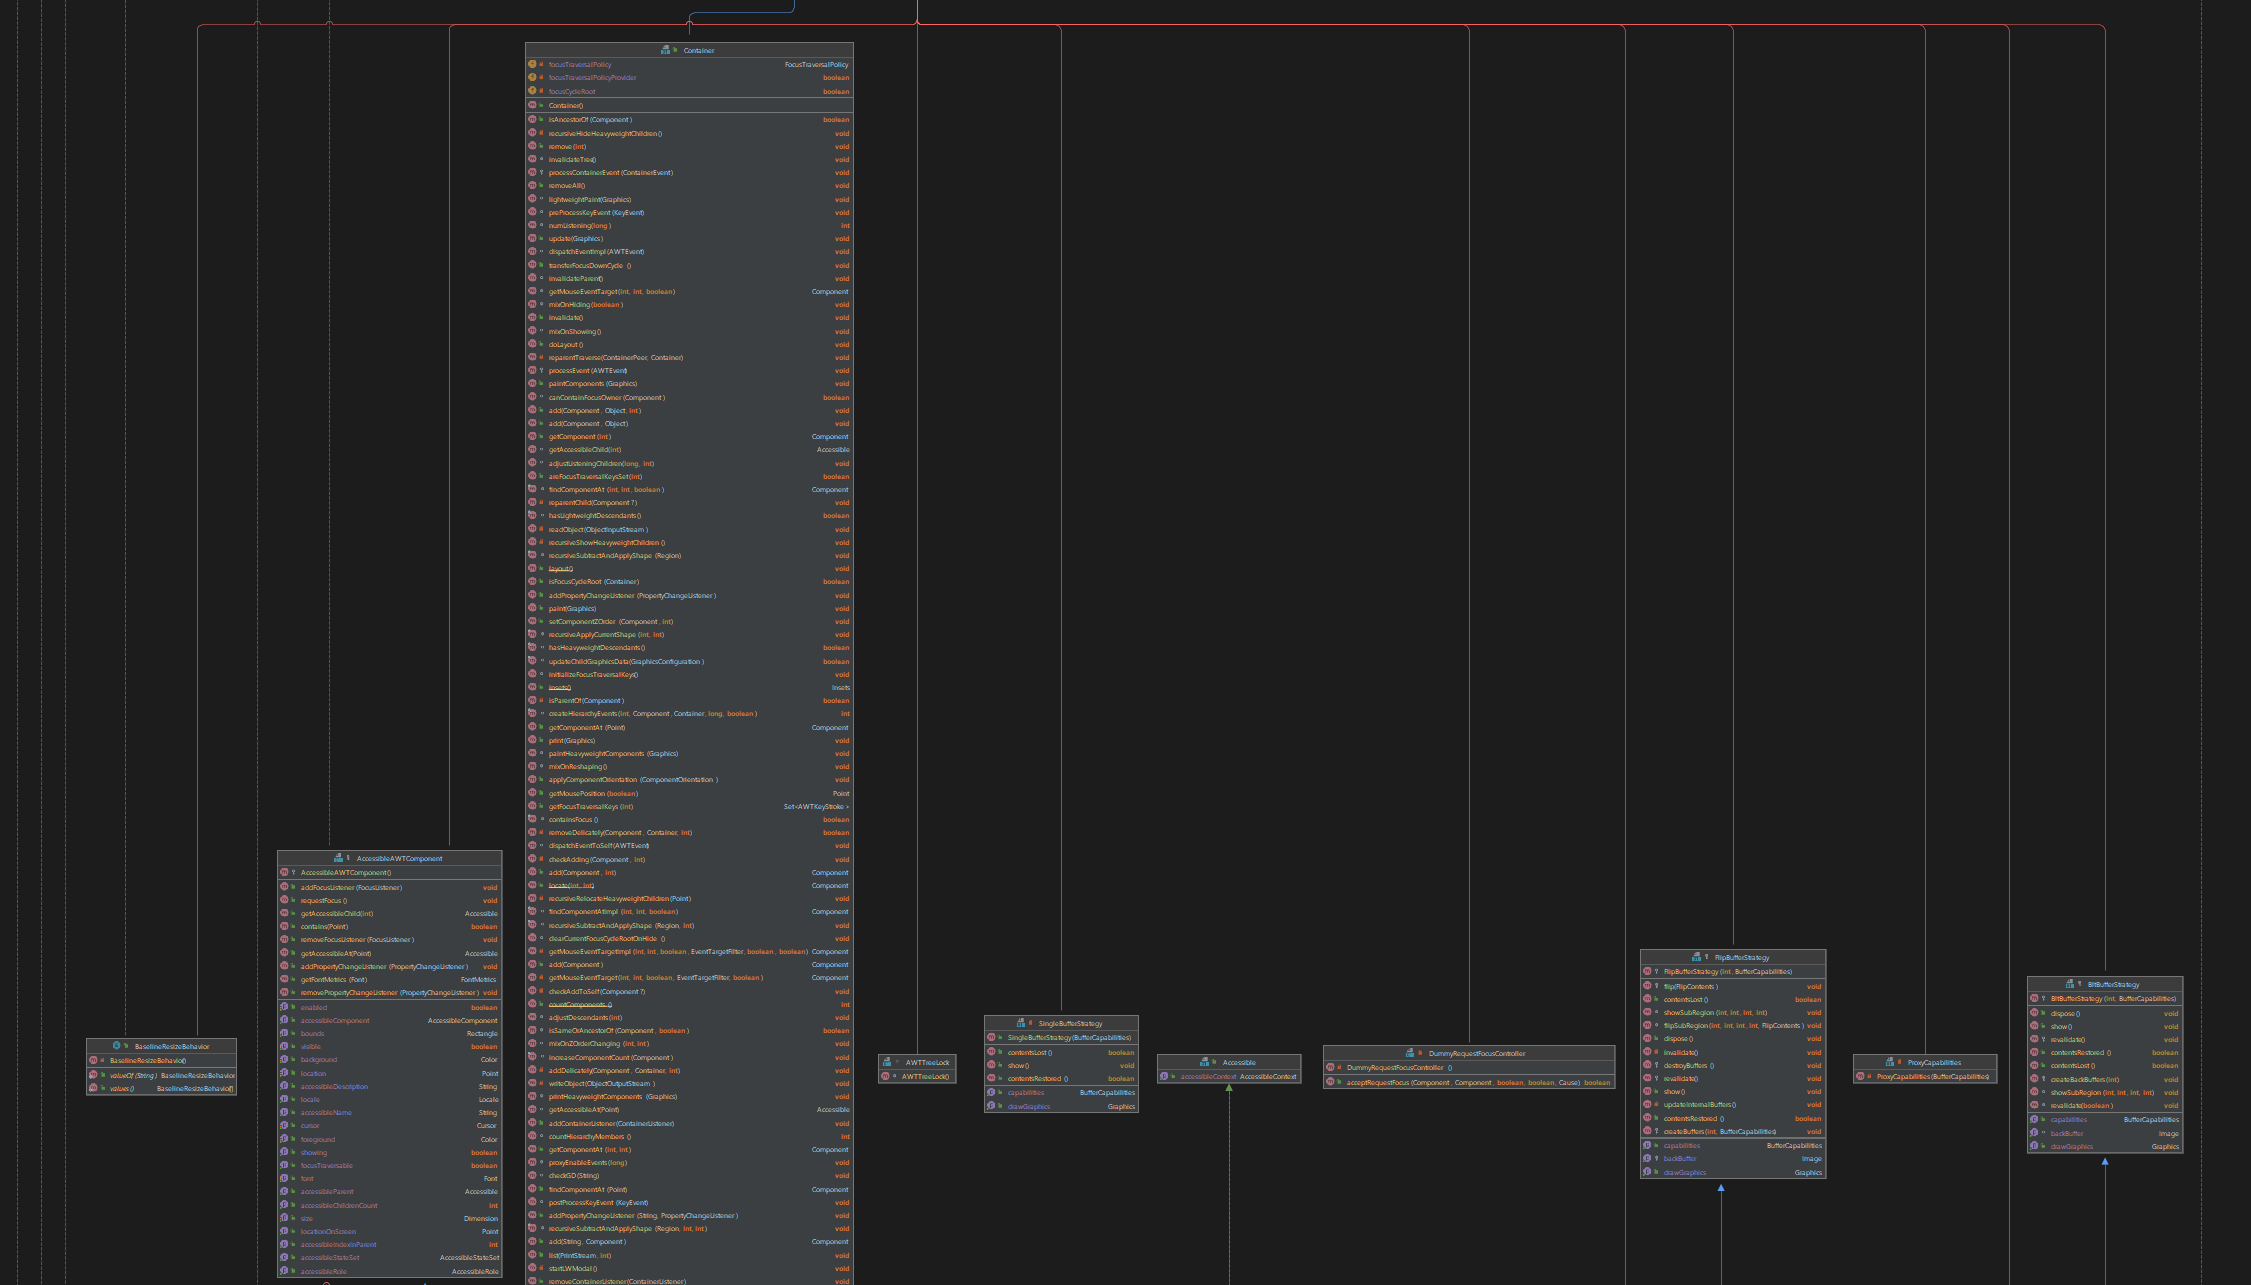 Container
focusTraversalPolicy FocusTraversalPolicy
focusTraversalPolicyProvider boolean
focusCycleRoot boolean
Container()
isAncestorOf (Component ) boolean
recursiveHideHeavyweightChildren () void
remove (int) void
invalidateTree() void
processContainerEvent (ContainerEvent) void
removeAll() void
lightweightPaint(Graphics) void
preProcessKeyEvent (KeyEvent) void
numListening(long ) int
update(Graphics ) void
dispatchEventImpl (AWTEvent) void
transferFocusDownCycle () void
invalidateParent() void
getMouseEventTarget(int, int, boolean ) Component
mixOnHiding (boolean ) void
invalidate() void
mixOnShowing () void
doLayout () void
reparentTraverse(ContainerPeer, Container) void
processEvent (AWTEvent) void
paintComponents (Graphics) void
canContainFocusOwner (Component ) boolean
add(Component , Object, int ) void
add(Component , Object) void
getComponent (int ) Component
getAccessibleChild(int) Accessible
adjustListeningChildren(long, int) void
areFocusTraversalKeysSet(int) boolean
findComponentAt (int, int, boolean ) Component
reparentChild(Component ?) void
hasLightweightDescendants () boolean
readObject(ObjectInputStream ) void
recursiveShowHeavyweightChildren () void
recursiveSubtractAndApplyShape (Region) void
layout() void
isFocusCycleRoot (Container) boolean
addPropertyChangeListener (PropertyChangeListener ) void
paint(Graphics) void
setComponentZOrder (Component , int) void
recursiveApplyCurrentShape (int, int) void
hasHeavyweightDescendants () boolean
updateChildGraphicsData(GraphicsConfiguration ) boolean
initializeFocusTraversalKeys() void
insets() Insets
isParentOf(Component ) boolean
createHierarchyEvents (int, Component , Container, long, boolean ) int
getComponentAt (Point) Component
print(Graphics) void
paintHeavyweightComponents (Graphics) void
mixOnReshaping () void
applyComponentOrientation (ComponentOrientation ) void
getMousePosition (boolean) Point
getFocusTraversalKeys (int) Set<AWTKeyStroke >
containsFocus () boolean
removeDelicately(Component , Container, int) boolean
dispatchEventToSelf (AWTEvent) void
checkAdding (Component , int) void
add(Component , int) Component
locate(int, int) Component
recursiveRelocateHeavyweightChildren (Point) void
findComponentAtImpl (int, int, boolean) Component
recursiveSubtractAndApplyShape (Region, int) void
clearCurrentFocusCycleRootOnHide () void
getMouseEventTargetImpl (int, int, boolean , EventTargetFilter, boolean , boolean ) Component
add(Component ) Component
getMouseEventTarget(int, int, boolean, EventTargetFilter, boolean ) Component
checkAddToSelf(Component ?) void
countComponents () int
adjustDescendants(int) void
isSameOrAncestorOf (Component , boolean ) boolean
mixOnZOrderChanging (int, int) void
increaseComponentCount (Component ) void
addDelicately(Component , Container, int) void
writeObject(ObjectOutputStream ) void
printHeavyweightComponents (Graphics) void
getAccessibleAt(Point) Accessible
addContainerListener(ContainerListener) void
countHierarchyMembers () int
getComponentAt (int, int) Component
proxyEnableEvents (long) void
checkGD (String) void
findComponentAt (Point) Component
postProcessKeyEvent (KeyEvent) void
addPropertyChangeListener (String, PropertyChangeListener ) void
recursiveSubtractAndApplyShape (Region, int, int) void
add(String, Component ) Component
list(PrintStream, int) void
startLWModal () void
removeContainerListener(ContainerListener) void
AccessibleAWTComponent
AccessibleAWTComponent()
addFocusListener (FocusListener) void
requestFocus () void
getAccessibleChild(int) Accessible
contains(Point) boolean
removeFocusListener (FocusListener ) void
getAccessibleAt(Point) Accessible
addPropertyChangeListener (PropertyChangeListener ) void
getFontMetrics (Font) FontMetrics
removePropertyChangeListener (PropertyChangeListener ) void
enabled boolean
accessibleComponent AccessibleComponent
bounds Rectangle
visible boolean
background Color
location Point
accessibleDescription String
locale Locale
accessibleName String
cursor Cursor
foreground Color
showing boolean
focusTraversable boolean
font Font
accessibleParent Accessible
accessibleChildrenCount int
size Dimension
locationOnScreen Point
accessibleIndexInParent int
accessibleStateSet AccessibleStateSet
accessibleRole AccessibleRole
BaselineResizeBehavior
BaselineResizeBehavior()
valueOf (String ) BaselineResizeBehavior
values () BaselineResizeBehavior[]
AWTTreeLock
AWTTreeLock()
SingleBufferStrategy
SingleBufferStrategy(BufferCapabilities)
contentsLost () boolean
show() void
contentsRestored () boolean
capabilities BufferCapabilities
drawGraphics Graphics
Accessible
accessibleContext AccessibleContext
DummyRequestFocusController
DummyRequestFocusController ()
acceptRequestFocus (Component , Component , boolean, boolean, Cause) boolean
FlipBufferStrategy
FlipBufferStrategy (int, BufferCapabilities)
flip(FlipContents ) void
contentsLost () boolean
showSubRegion (int, int, int, int) void
flipSubRegion (int, int, int, int, FlipContents ) void
dispose () void
invalidate() void
destroyBuffers () void
revalidate() void
show() void
updateInternalBuffers () void
contentsRestored () boolean
createBuffers (int, BufferCapabilities) void
capabilities BufferCapabilities
backBuffer Image
drawGraphics Graphics
ProxyCapabilities
ProxyCapabilities (BufferCapabilities)
BltBufferStrategy
BltBufferStrategy (int, BufferCapabilities)
dispose () void
show() void
revalidate() void
contentsRestored () boolean
contentsLost () boolean
createBackBuffers (int) void
showSubRegion (int, int, int, int) void
revalidate(boolean ) void
capabilities BufferCapabilities
backBuffer Image
drawGraphics Graphics